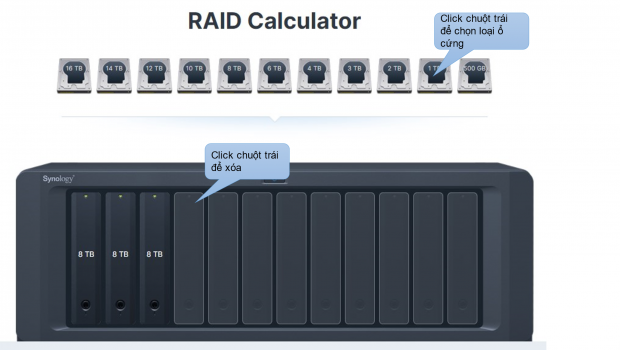 RAID Calculator
Click chuột trái
để chọn loại ổ
cứng
16 TB
14 TB
12 TB
10 TB
8 TB
6 TB
4 TB
3 TB
2 TB
1 TB
500 GB
Click chuột trái
để xóa
Synology
8 TB
8 TB
8 TB